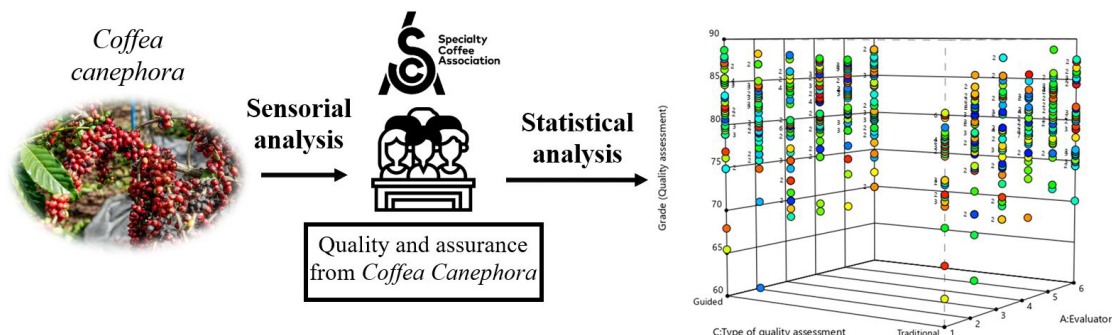 Coffea
canephora
Sensorial
analysis
Specialty
Coffee
Association
Quality and assurance
from Coffea Canephora
Statistical
analysis
Grade (Quality assessment)
90
85
80
75
70
65
60
Guided
Traditional
C:Type of quality assessment
1
2
3
4
5
6
A:Evaluator